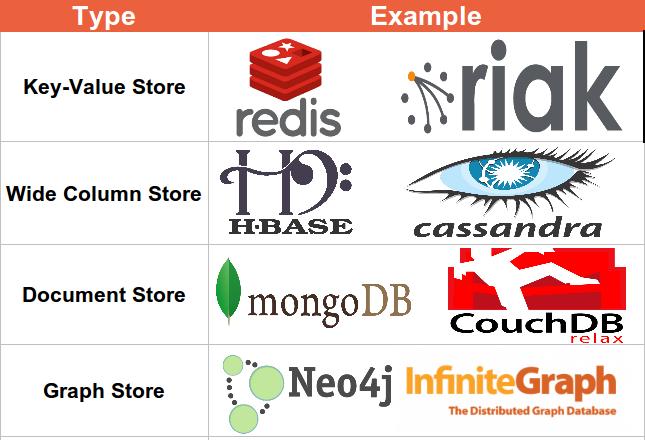 Type Example
Key-Value Store
redis
riak
Wide Column Store
H·BASE
cassandra
Document Store
mongoDB
CouchDB
relax
Graph Store
Neo4j
InfiniteGraph
The Distributed Graph Database